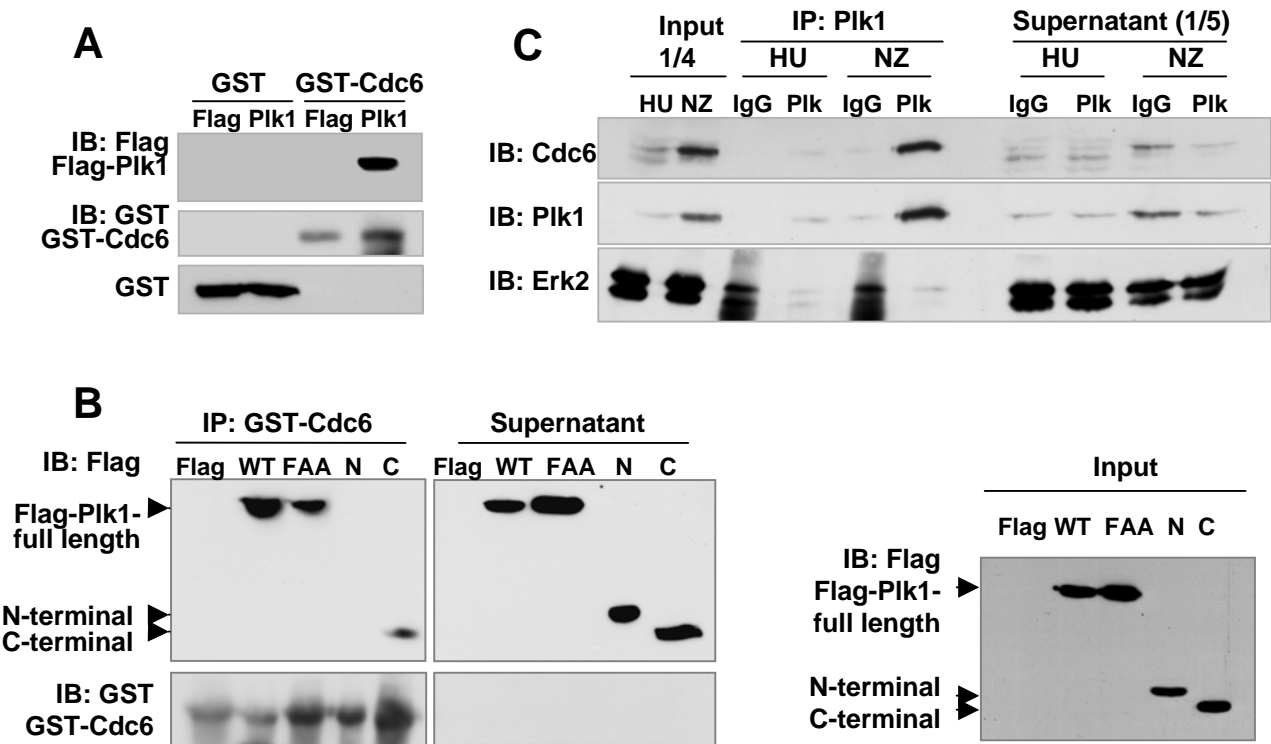 A
GST GST-Cdc6
Flag Plk1 Flag Plk1
IB: Flag
Flag-Plk1
IB: GST
GST-Cdc6
GST
C
Input
1/4
IP: Plk1
Supernatant (1/5)
HU NZ HU NZ
HU NZ IgG Plk IgG Plk IgG Plk IgG Plk
IB: Cdc6
IB: Plk1
IB: Erk2
B
IP: GST-Cdc6 Supernatant
IB: Flag Flag WT FAA N C Flag WT FAA N C
Flag-Plk1-
full length
N-terminal
C-terminal
IB: GST
GST-Cdc6
Input
Flag WT FAA N C
IB: Flag
Flag-Plk1-
full length
N-terminal
C-terminal